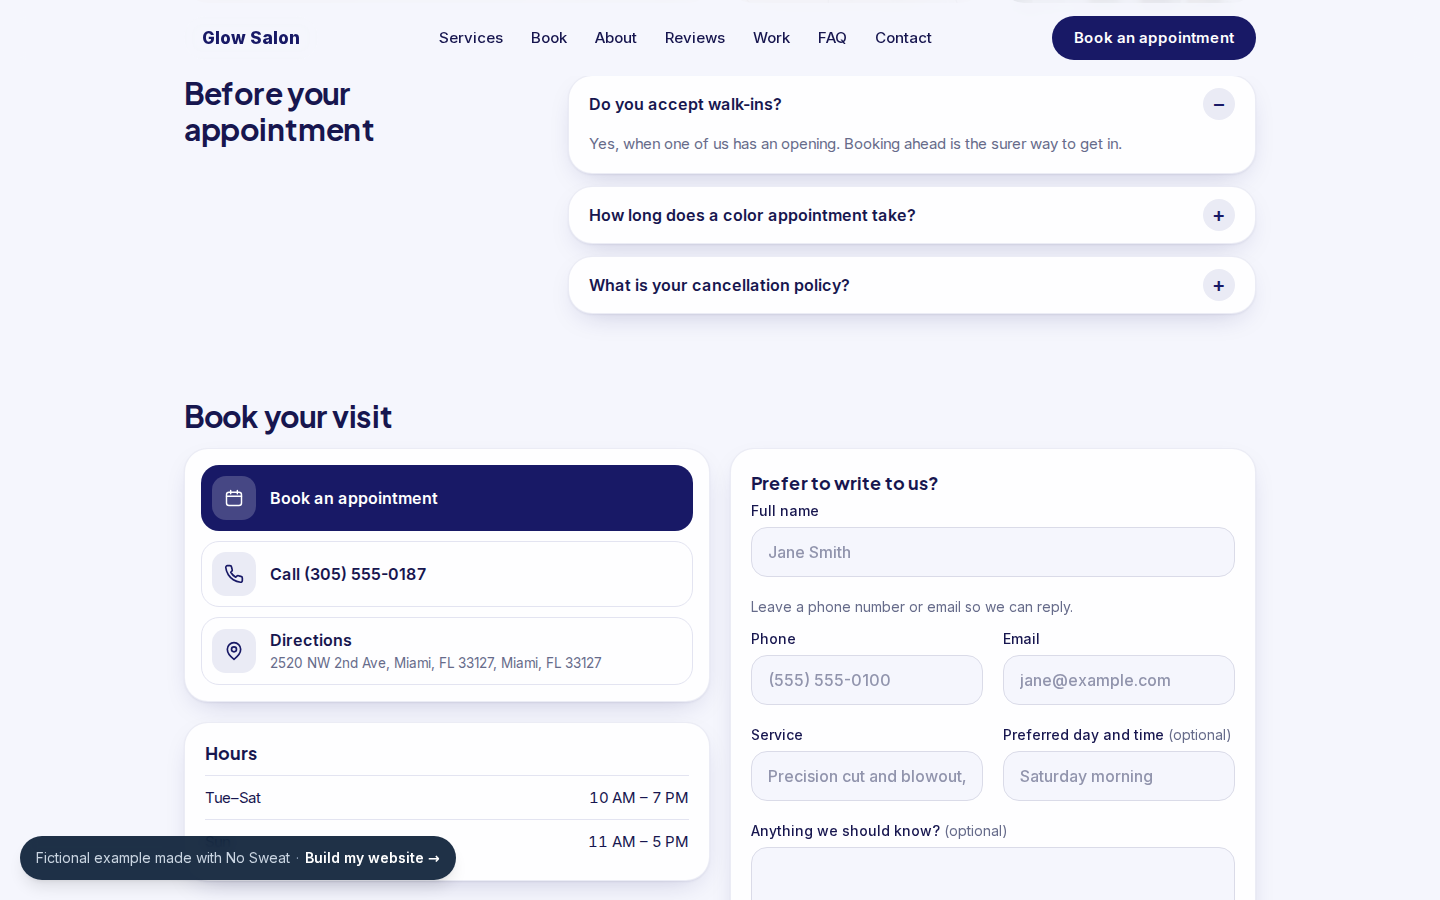 Glow Salon
Services
Book
About
Reviews
Work
FAQ
Contact
Book an appointment
Before your
appointment
Do you accept walk-ins?
Yes, when one of us has an opening. Booking ahead is the surer way to get in.
How long does a color appointment take?
What is your cancellation policy?
Book your visit
Book an appointment
Call (305) 555-0187
Directions
2520 NW 2nd Ave, Miami, FL 33127, Miami, FL 33127
Hours
Tue–Sat
10 AM – 7 PM
11 AM – 5 PM
Prefer to write to us?
Full name
Jane Smith
Leave a phone number or email so we can reply.
Phone
Email
(555) 555-0100
jane@example.com
Service
Preferred day and time (optional)
Precision cut and blowout,
Saturday morning
Anything we should know? (optional)
Fictional example made with No Sweat · Build my website →